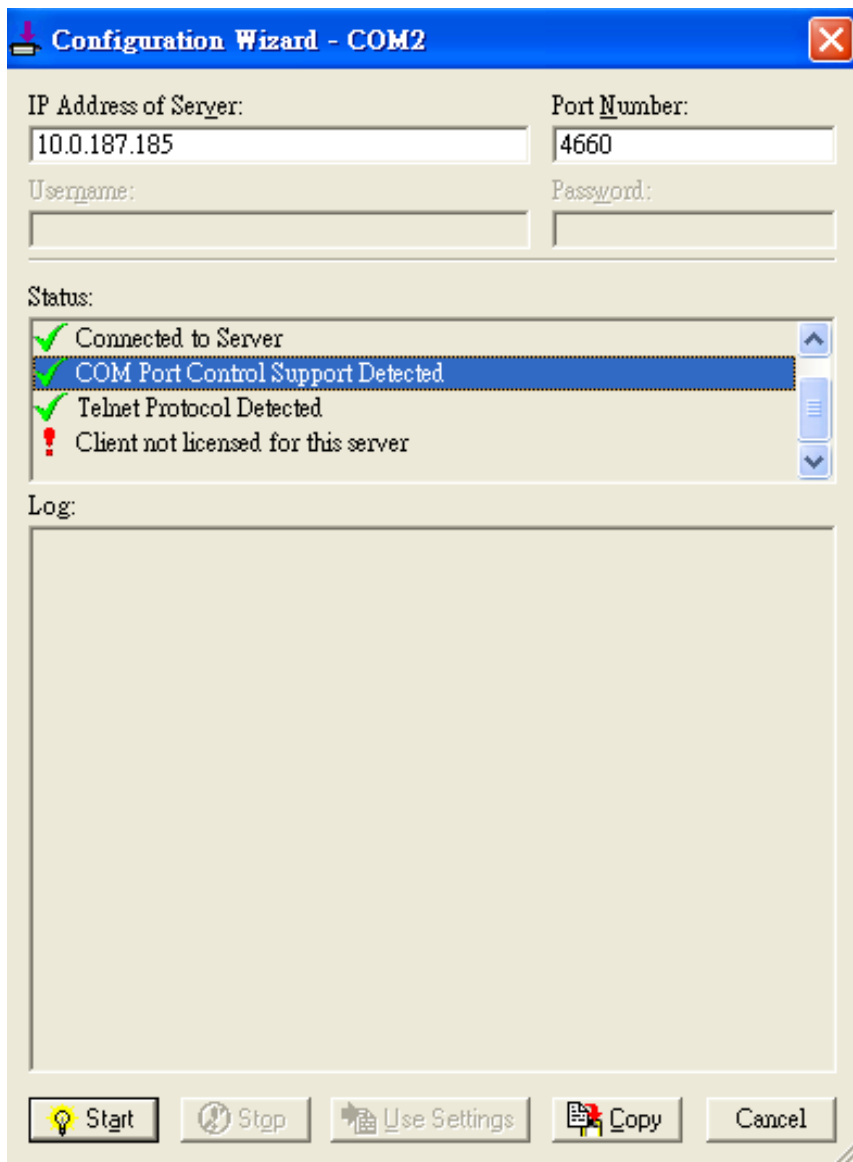 Configuration Wizard - COM2
IP Address of Server: Port Number:
10.0.187.185 4660
Username: Password:
Status:
Connected to Server
COM Port Control Support Detected
Telnet Protocol Detected
Client not licensed for this server
Log:
Start Stop Use Settings Copy Cancel